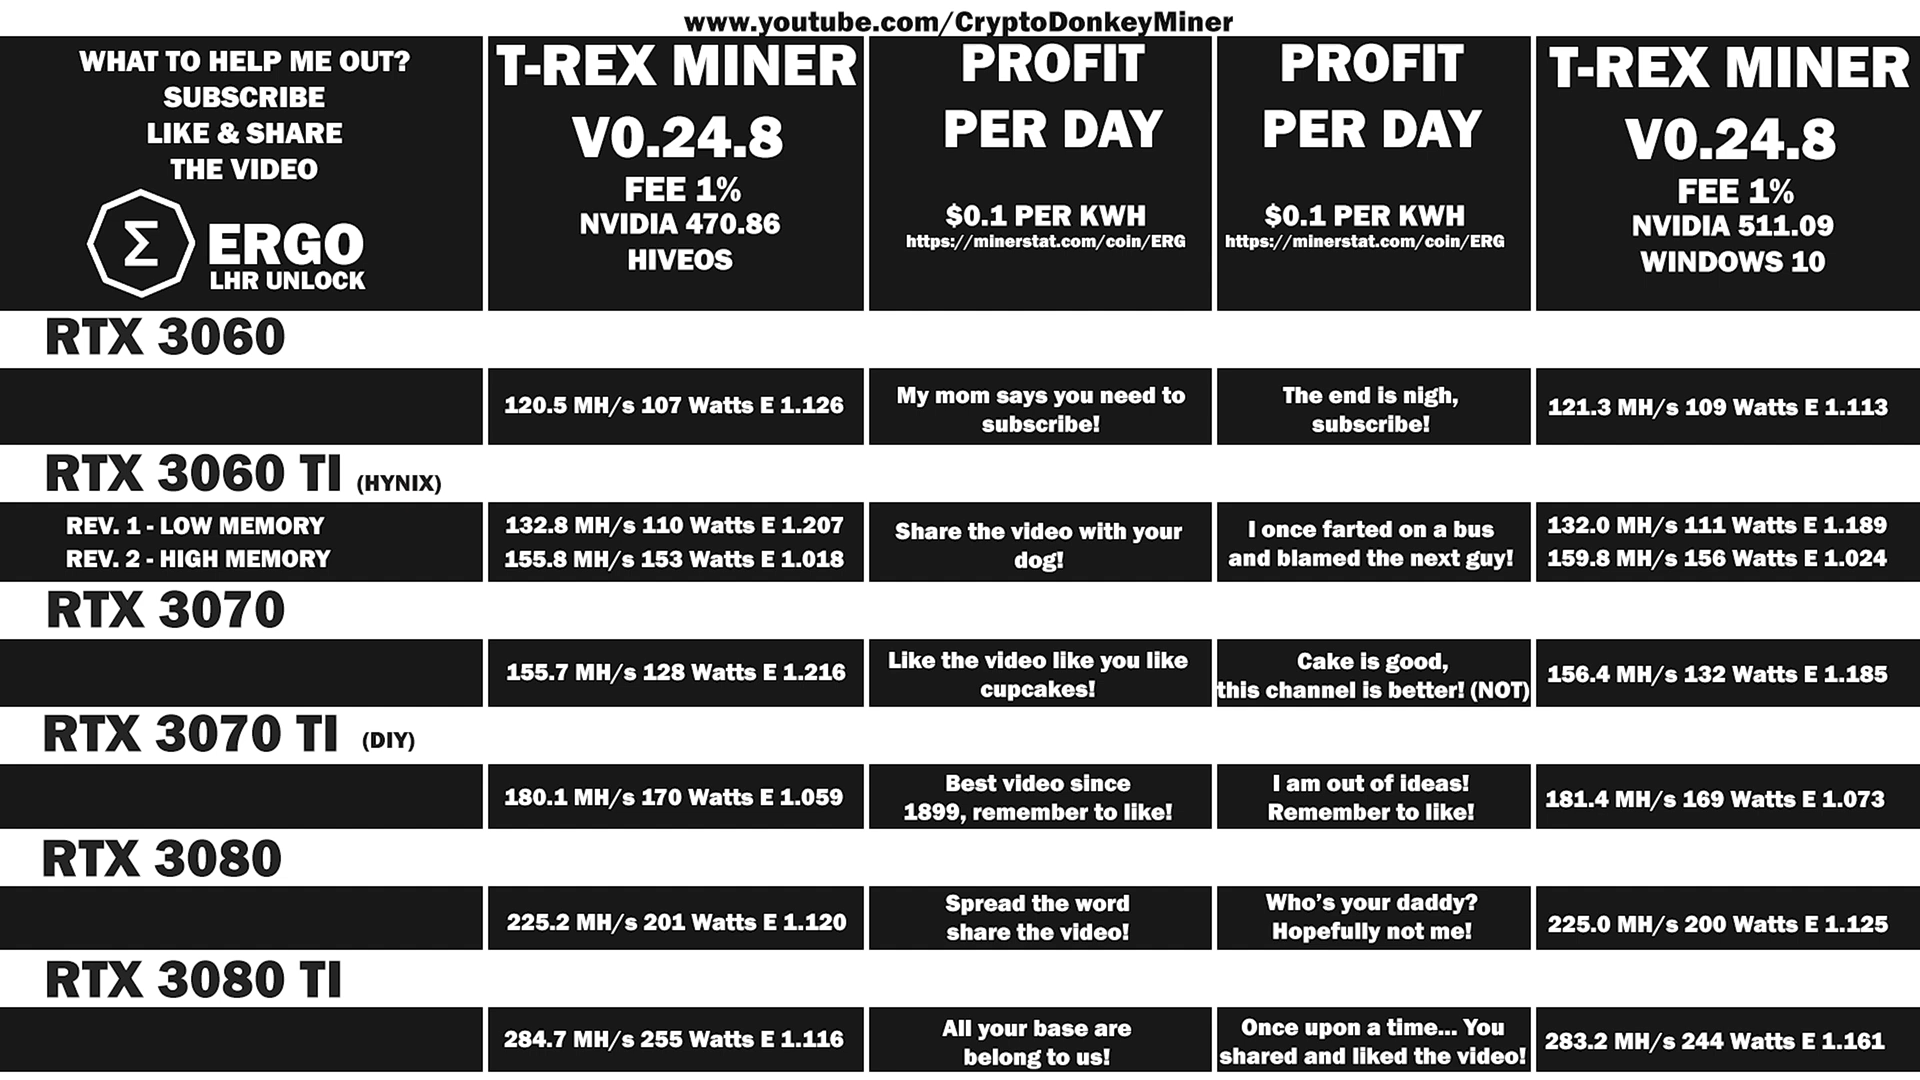 www.youtube.com/CryptoDonkeyMiner
WHAT TO HELP ME OUT?
SUBSCRIBE
LIKE & SHARE
THE VIDEO
Σ ERGO
LHR UNLOCK
T-REX MINER
V0.24.8
FEE 1%
NVIDIA 470.86
HIVEOS
PROFIT
PER DAY
$0.1 PER KWH
https://minerstat.com/coin/ERG
PROFIT
PER DAY
$0.1 PER KWH
https://minerstat.com/coin/ERG
T-REX MINER
V0.24.8
FEE 1%
NVIDIA 511.09
WINDOWS 10
RTX 3060
120.5 MH/s 107 Watts E 1.126
My mom says you need to
subscribe!
The end is nigh,
subscribe!
121.3 MH/s 109 Watts E 1.113
RTX 3060 TI (HYNIX)
REV. 1 - LOW MEMORY
REV. 2 - HIGH MEMORY
132.8 MH/s 110 Watts E 1.207
155.8 MH/s 153 Watts E 1.018
Share the video with your
dog!
I once farted on a bus
and blamed the next guy!
132.0 MH/s 111 Watts E 1.189
159.8 MH/s 156 Watts E 1.024
RTX 3070
155.7 MH/s 128 Watts E 1.216
Like the video like you like
cupcakes!
Cake is good,
this channel is better! (NOT)
156.4 MH/s 132 Watts E 1.185
RTX 3070 TI (DIY)
180.1 MH/s 170 Watts E 1.059
Best video since
1899, remember to like!
I am out of ideas!
Remember to like!
181.4 MH/s 169 Watts E 1.073
RTX 3080
225.2 MH/s 201 Watts E 1.120
Spread the word
share the video!
Who's your daddy?
Hopefully not me!
225.0 MH/s 200 Watts E 1.125
RTX 3080 TI
284.7 MH/s 255 Watts E 1.116
All your base are
belong to us!
Once upon a time... You
shared and liked the video!
283.2 MH/s 244 Watts E 1.161